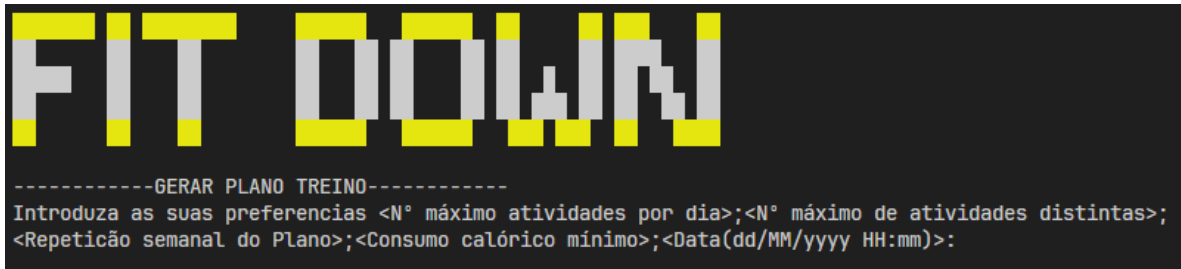 FIT DOWN
------------GERAR PLANO TREINO------------
Introduza as suas preferencias <N° máximo atividades por dia>;<N° máximo de atividades distintas>;
<Repeticão semanal do Plano>;<Consumo calórico mínimo>;<Data(dd/MM/yyyy HH:mm)>: